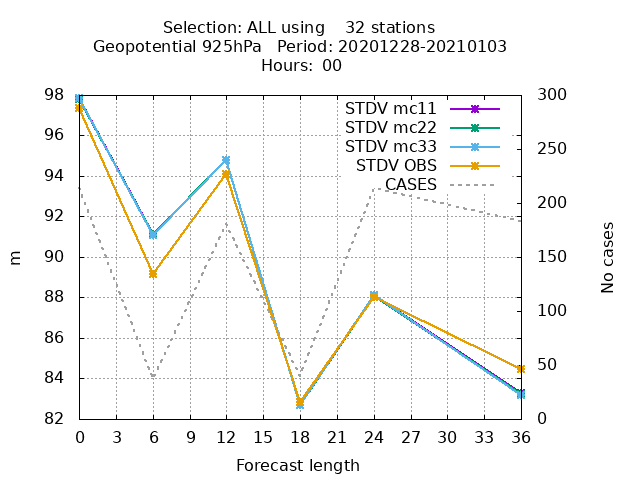 Selection: ALL using    32 stations
Geopotential 925hPa   Period: 20201228-20210103
Hours: 00
STDV mc11
STDV mc22
STDV mc33
STDV OBS
CASES
98
96
94
92
90
88
86
84
82
m
300
250
200
150
100
50
0
No cases
0 3 6 9 12 15 18 21 24 27 30 33 36
Forecast length